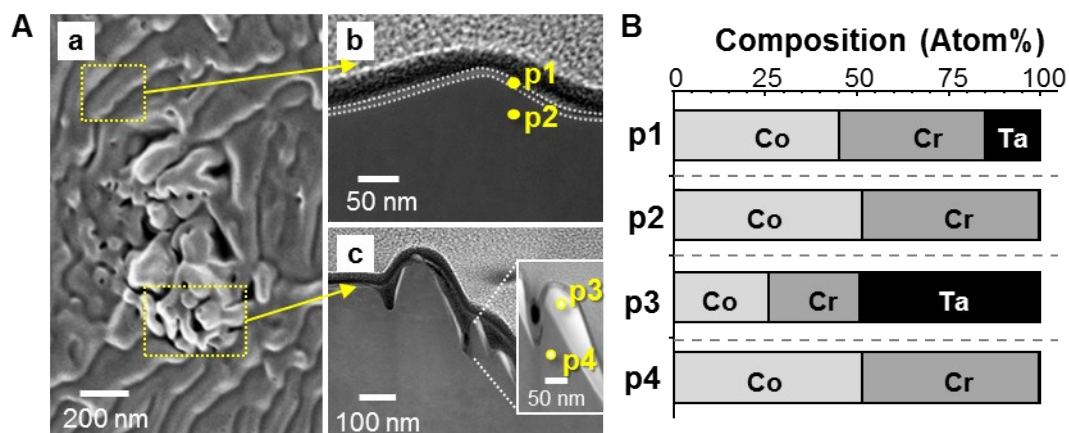 A
a
200 nm
b
p1
p2
50 nm
c
100 nm
p3
p4
50 nm
B
Composition (Atom%)
0 25 50 75 100
p1 Co Cr Ta
p2 Co Cr
p3 Co Cr Ta
p4 Co Cr